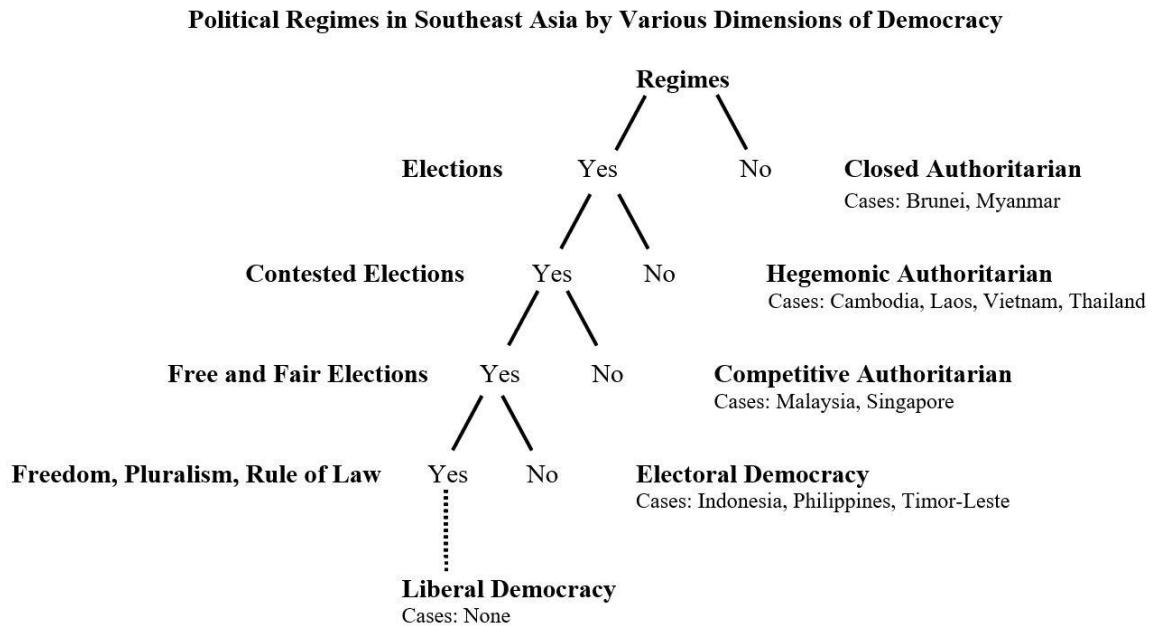 Political Regimes in Southeast Asia by Various Dimensions of Democracy
Regimes
Elections Yes No Closed Authoritarian
Cases: Brunei, Myanmar
Contested Elections Yes No Hegemonic Authoritarian
Cases: Cambodia, Laos, Vietnam, Thailand
Free and Fair Elections Yes No Competitive Authoritarian
Cases: Malaysia, Singapore
Freedom, Pluralism, Rule of Law Yes No Electoral Democracy
Cases: Indonesia, Philippines, Timor-Leste
Liberal Democracy
Cases: None